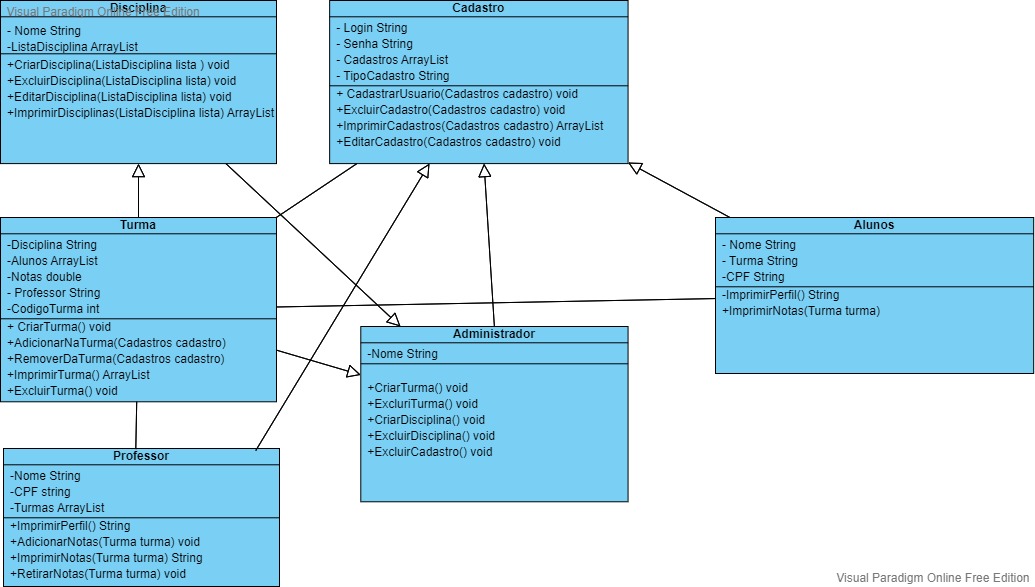 Disciplina
Visual Paradigm Online Free Edition
- Nome String
-ListaDisciplina ArrayList
+CriarDisciplina(ListaDisciplina lista ) void
+ExcluirDisciplina(ListaDisciplina lista) void
+EditarDisciplina(ListaDisciplina lista) void
+ImprimirDisciplinas(ListaDisciplina lista) ArrayList
Cadastro
- Login String
- Senha String
- Cadastros ArrayList
- TipoCadastro String
+ CadastrarUsuario(Cadastros cadastro) void
+ExcluirCadastro(Cadastros cadastro) void
+ImprimirCadastros(Cadastros cadastro) ArrayList
+EditarCadastro(Cadastros cadastro) void
Turma
-Disciplina String
-Alunos ArrayList
-Notas double
- Professor String
-CodigoTurma int
+ CriarTurma() void
+AdicionarNaTurma(Cadastros cadastro)
+RemoverDaTurma(Cadastros cadastro)
+ImprimirTurma() ArrayList
+ExcluirTurma() void
Alunos
- Nome String
- Turma String
-CPF String
-ImprimirPerfil() String
+ImprimirNotas(Turma turma)
Administrador
-Nome String
+CriarTurma() void
+ExcluriTurma() void
+CriarDisciplina() void
+ExcluirDisciplina() void
+ExcluirCadastro() void
Professor
-Nome String
-CPF string
-Turmas ArrayList
+ImprimirPerfil() String
+AdicionarNotas(Turma turma) void
+ImprimirNotas(Turma turma) String
+RetirarNotas(Turma turma) void
Visual Paradigm Online Free Edition